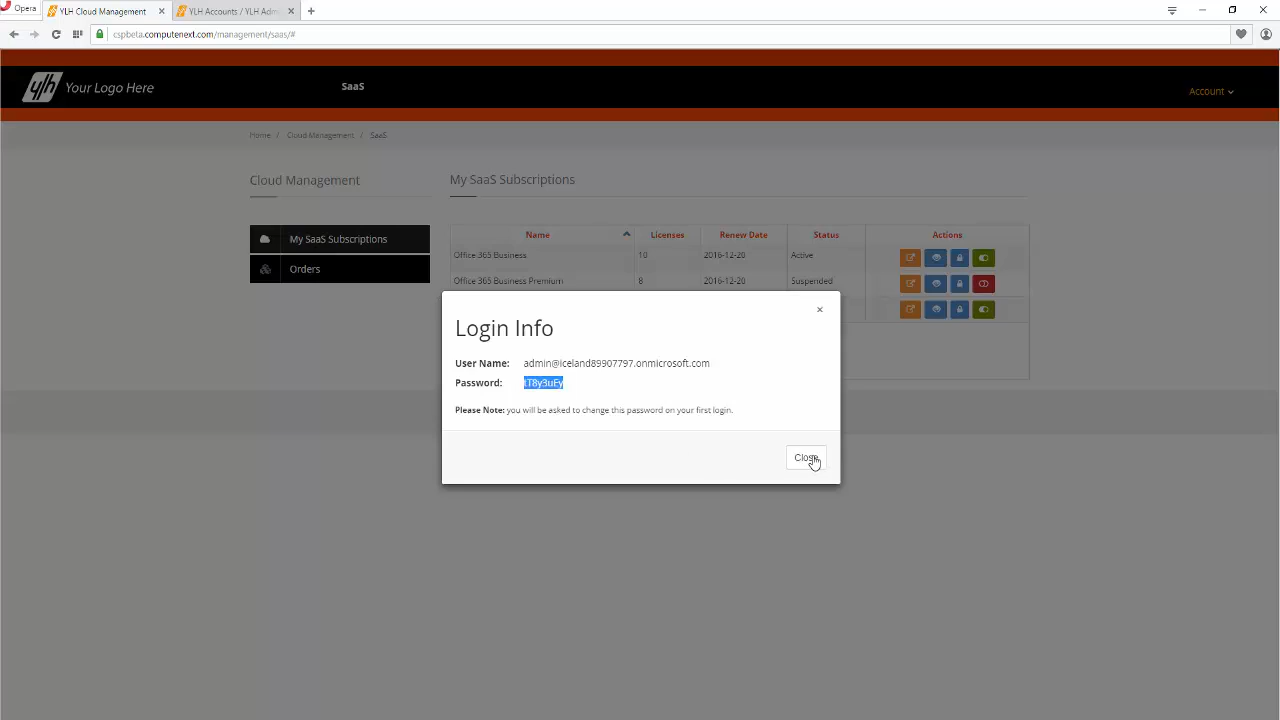 Opera
YLH Cloud Management
YLH Accounts / YLH Adm
cspbeta.computenext.com/management/saas/#
ylh Your Logo Here
SaaS
Account
Home / Cloud Management / SaaS
Cloud Management
My SaaS Subscriptions
My SaaS Subscriptions
Orders
Name Licenses Renew Date Status Actions
Office 365 Business 10 2016-12-20 Active
Office 365 Business Premium 8 2016-12-20 Suspended
Login Info
User Name: admin@iceland89907797.onmicrosoft.com
Password: tT8y3uEy
Please Note: you will be asked to change this password on your first login.
Close